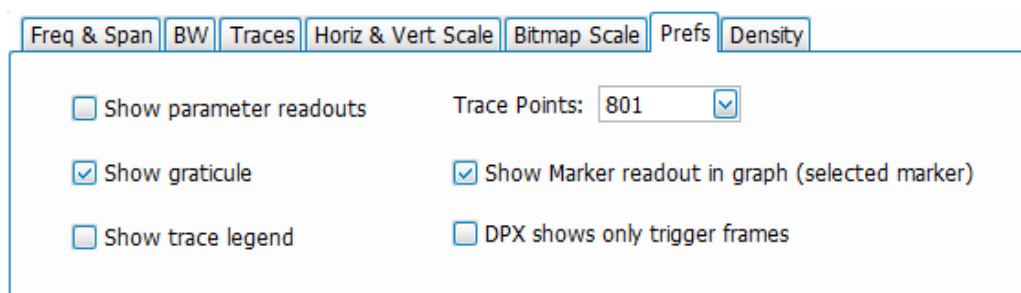 Freq & Span BW Traces Horiz & Vert Scale Bitmap Scale Prefs Density
Show parameter readouts Trace Points: 801
Show graticule Show Marker readout in graph (selected marker)
Show trace legend DPX shows only trigger frames